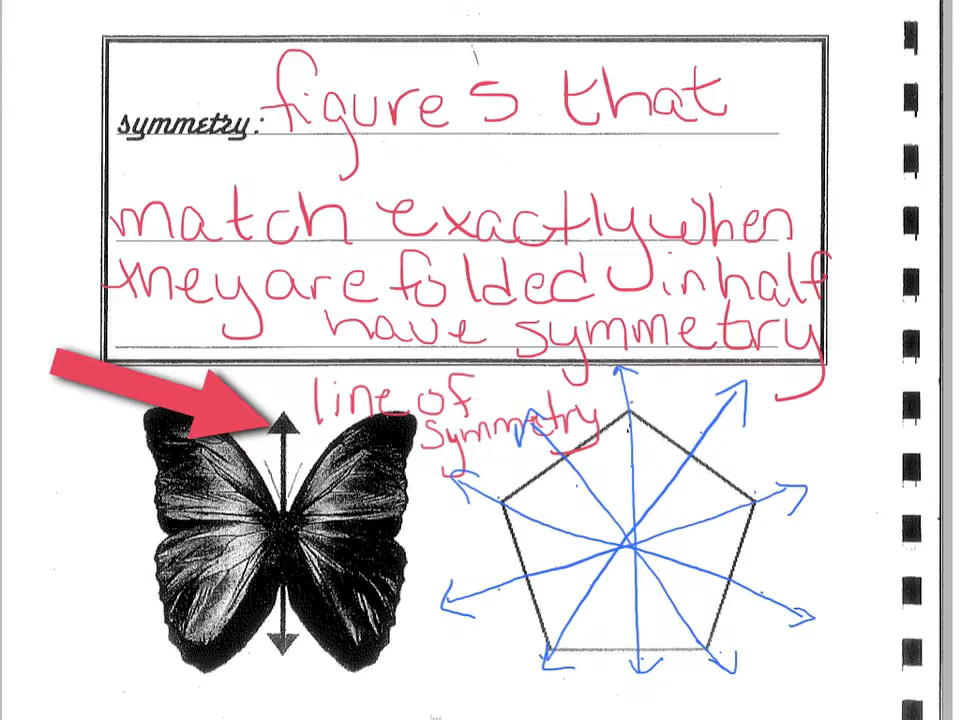 symmetry: figures that
match exactly when
they are folded in half
have symmetry
line of
symmetry